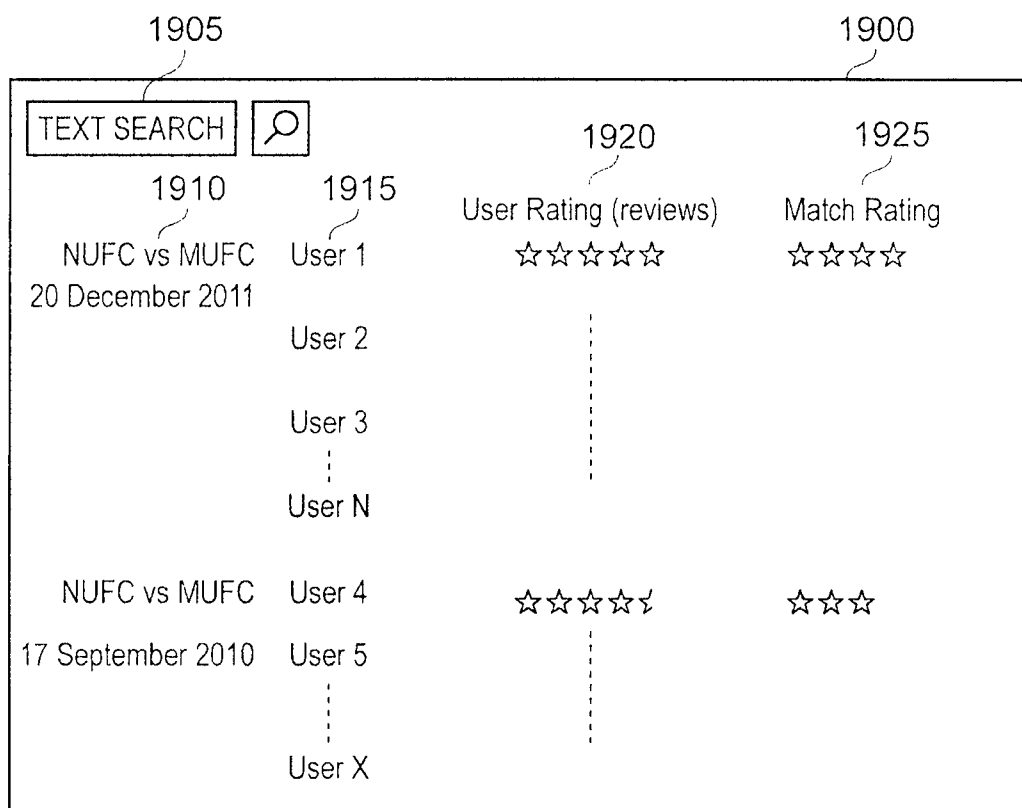 1905 1900
TEXT SEARCH
1920 1925
1910 1915
User Rating (reviews) Match Rating
NUFC vs MUFC User 1 ☆☆☆☆☆ ☆☆☆☆
20 December 2011
User 2
User 3
User N
NUFC vs MUFC User 4
17 September 2010 User 5
User X